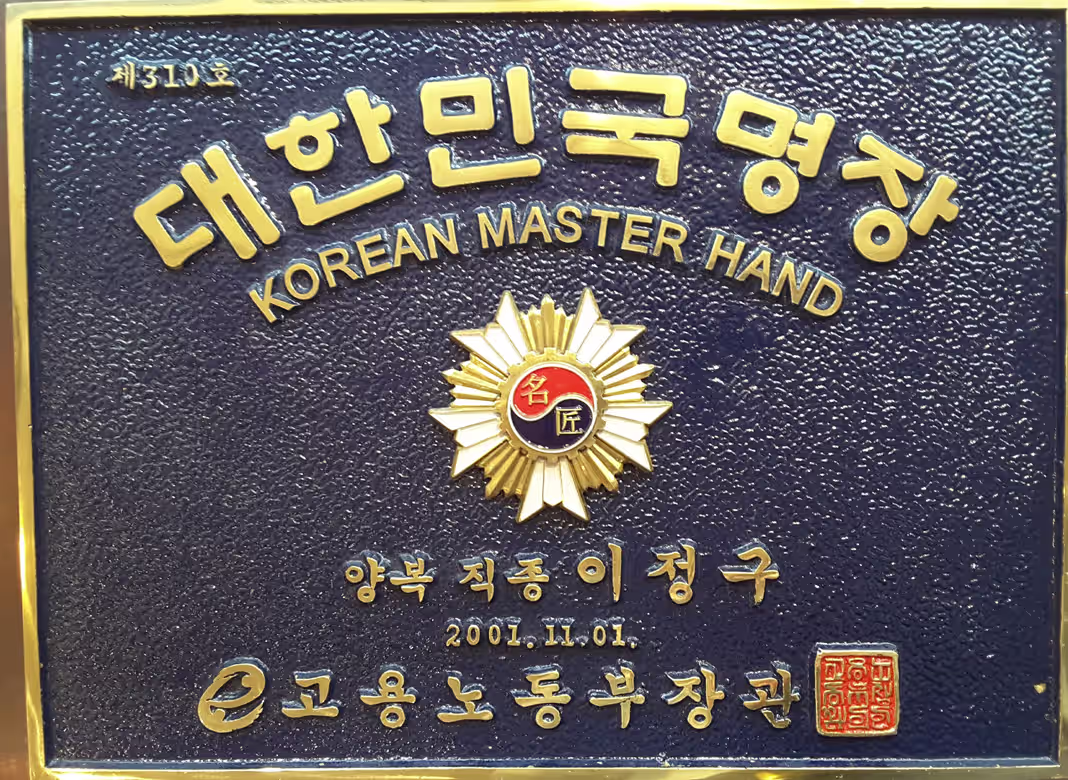 제310호
대한민국명장
KOREAN MASTER HAND
名
匠
양복 직종 이정구
2001.11.01.
고용노동부장관